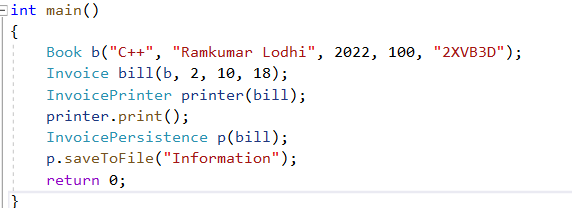 int main()
{
Book b("C++", "Ramkumar Lodhi", 2022, 100, "2XVB3D");
Invoice bill(b, 2, 10, 18);
InvoicePrinter printer(bill);
printer.print();
InvoicePersistence p(bill);
p.saveToFile("Information");
return 0;
}